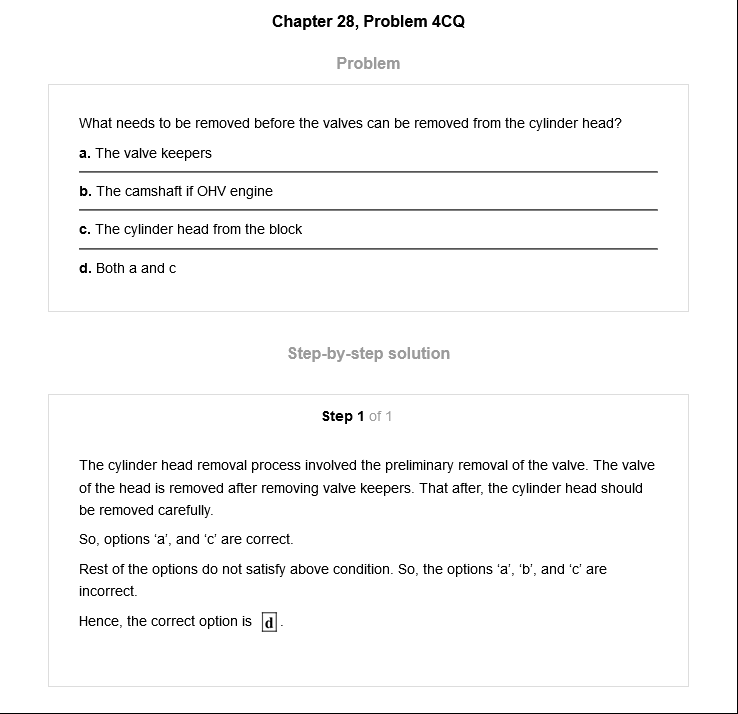 Chapter 28, Problem 4CQ
Problem
What needs to be removed before the valves can be removed from the cylinder head?
a. The valve keepers
b. The camshaft if OHV engine
c. The cylinder head from the block
d. Both a and c
Step-by-step solution
Step 1 of 1
The cylinder head removal process involved the preliminary removal of the valve. The valve
of the head is removed after removing valve keepers. That after, the cylinder head should
be removed carefully.
So, options ‘a’, and ‘c’ are correct.
Rest of the options do not satisfy above condition. So, the options ‘a’, ‘b’, and ‘c’ are
incorrect.
Hence, the correct option is d .